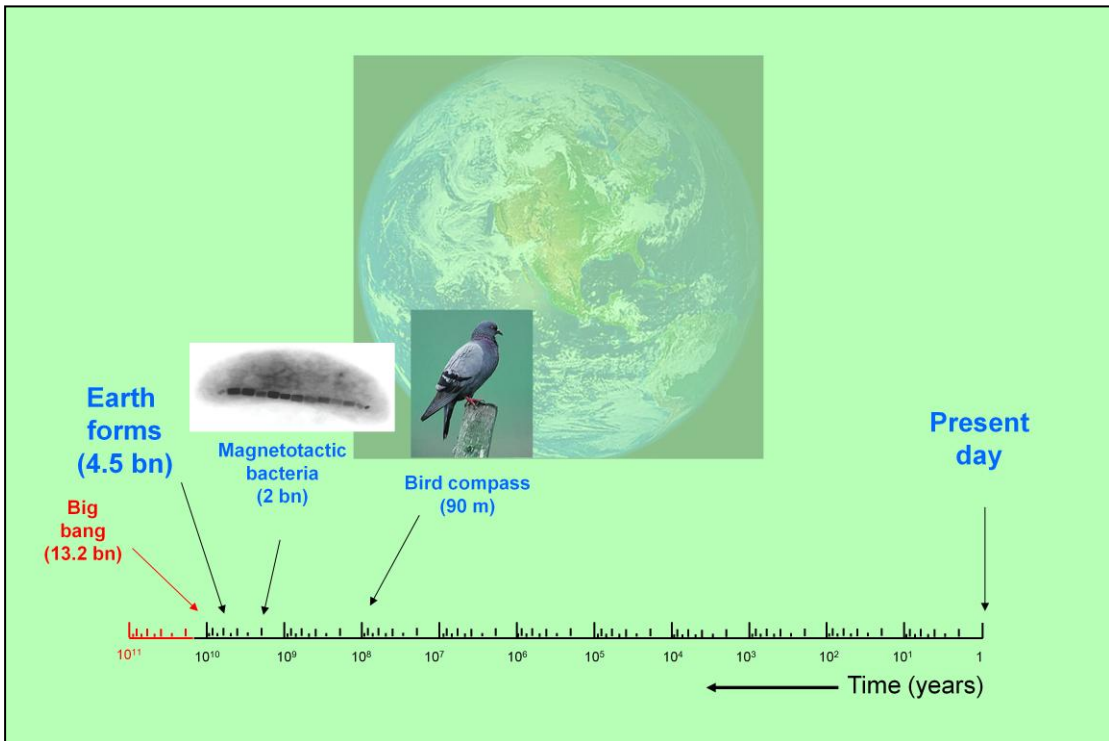 Earth
forms
(4.5 bn)
Magnetotactic
bacteria
(2 bn)
Bird compass
(90 m)
Present
day
Big
bang
(13.2 bn)
10¹¹
10¹⁰
10⁹
10⁸
10⁷
10⁶
10⁵
10⁴
10³
10²
10¹
1
Time (years)